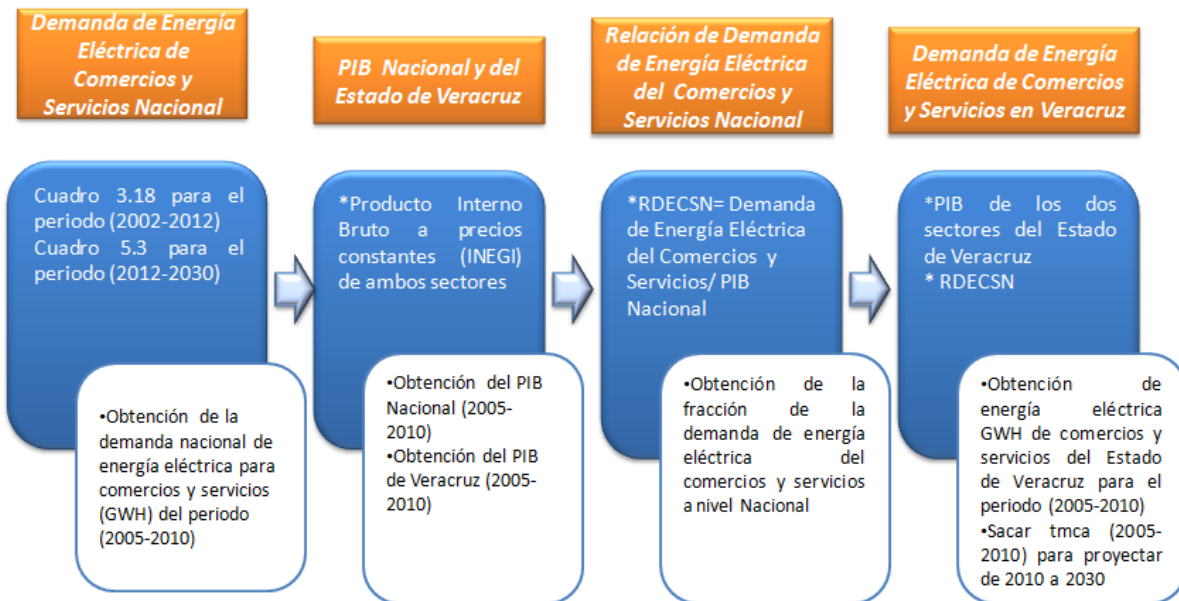 Demanda de Energía
Eléctrica de
Comercios y
Servicios Nacional
Cuadro 3.18 para el
periodo (2002-2012)
Cuadro 5.3 para el
periodo (2012-2030)
•Obtención de la
demanda nacional de
energía eléctrica para
comercios y servicios
(GWH) del periodo
(2005-2010)
PIB Nacional y del
Estado de Veracruz
*Producto Interno
Bruto a precios
constantes (INEGI)
de ambos sectores
•Obtención del PIB
Nacional (2005-
2010)
•Obtención del PIB
de Veracruz (2005-
2010)
Relación de Demanda
de Energía Eléctrica
del Comercios y
Servicios Nacional
*RDECSN= Demanda
de Energía Eléctrica
del Comercios y
Servicios/ PIB
Nacional
•Obtención de la
fracción de la
demanda de energía
eléctrica del
comercios y servicios
a nivel Nacional
Demanda de Energía
Eléctrica de Comercios
y Servicios en Veracruz
*PIB de los dos
sectores del Estado
de Veracruz
* RDECSN
•Obtención de
energía eléctrica
GWH de comercios y
servicios del Estado
de Veracruz para el
periodo (2005-2010)
•Sacar tmca (2005-
2010) para proyectar
de 2010 a 2030